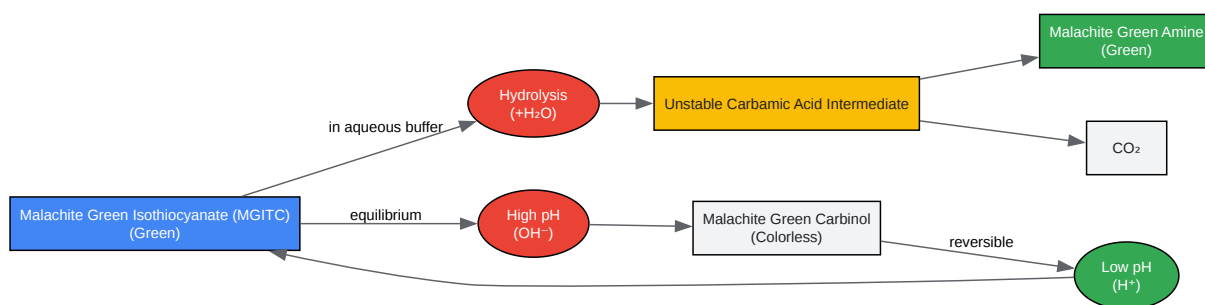 Malachite Green Amine
(Green)
Hydrolysis
(+H₂O)
Unstable Carbamic Acid Intermediate
in aqueous buffer
CO₂
Malachite Green Isothiocyanate (MGITC)
(Green)
equilibrium
High pH
(OH⁻)
Malachite Green Carbinol
(Colorless)
reversible
Low pH
(H⁺)